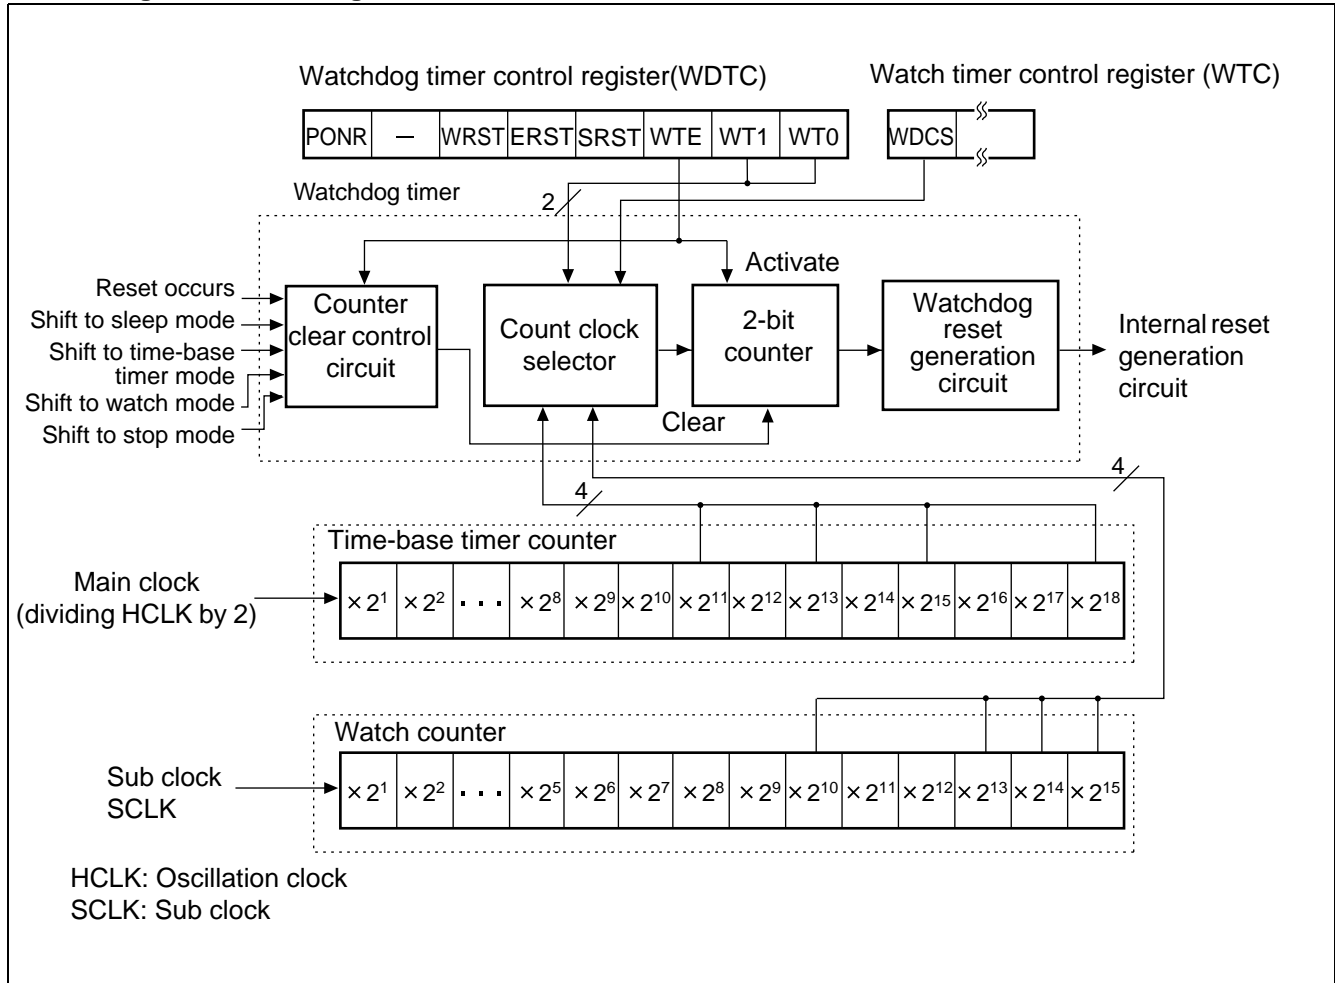 Watchdog timer control register(WDTC)
Watch timer control register (WTC)
PONR — WRST ERST SRST WTE WT1 WT0
WDCS
Watchdog timer
2
Activate
Reset occurs
Shift to sleep mode
Shift to time-base
timer mode
Shift to watch mode
Shift to stop mode
Counter
clear control
circuit
Count clock
selector
2-bit
counter
Watchdog
reset
generation
circuit
Internal reset
generation
circuit
Clear
4
4
Time-base timer counter
Main clock
(dividing HCLK by 2)
×2¹ ×2² · · · ×2⁸ ×2⁹ ×2¹⁰ ×2¹¹ ×2¹² ×2¹³ ×2¹⁴ ×2¹⁵ ×2¹⁶ ×2¹⁷ ×2¹⁸
Watch counter
Sub clock
SCLK
×2¹ ×2² · · · ×2⁵ ×2⁶ ×2⁷ ×2⁸ ×2⁹ ×2¹⁰ ×2¹¹ ×2¹² ×2¹³ ×2¹⁴ ×2¹⁵
HCLK: Oscillation clock
SCLK: Sub clock